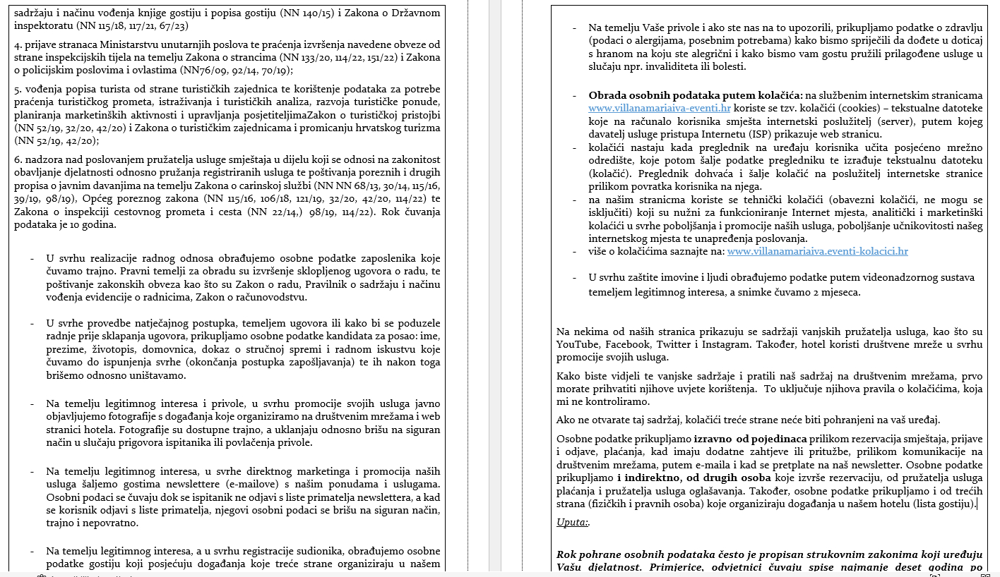 sadržaju i načinu vođenja knjige gostiju i popisa gostiju (NN 140/15) i Zakona o Državnom
inspektoratu (NN 115/18, 117/21, 67/23)
4. prijave stranaca Ministarstvu unutarnjih poslova te praćenja izvršenja navedene obveze od
strane inspekcijskih tijela na temelju Zakona o strancima (NN 133/20, 114/22, 151/22) i Zakona
o policijskim poslovima i ovlastima (NN76/09, 92/14, 70/19);
5. vođenja popisa turista od strane turističkih zajednica te korištenje podataka za potrebe
praćenja turističkog prometa, istraživanja i turističkih analiza, razvoja turističke ponude,
planiranja marketinških aktivnosti i upravljanja posjetiteljimaZakon o turističkoj pristojbi
(NN 52/19, 32/20, 42/20) i Zakona o turističkim zajednicama i promicanju hrvatskog turizma
(NN 52/19, 42/20);
6. nadzora nad poslovanjem pružatelja usluge smještaja u dijelu koji se odnosi na zakonitost
obavljanje djelatnosti odnosno pružanja registriranih usluga te poštivanja poreznih i drugih
propisa o javnim davanjima na temelju Zakona o carinskoj službi (NN NN 68/13, 30/14, 115/16,
39/19, 98/19), Općeg poreznog zakona (NN 115/16, 106/18, 121/19, 32/20, 42/20, 114/22) te
Zakona o inspekciji cestovnog prometa i cesta (NN 22/14,) 98/19, 114/22). Rok čuvanja
podataka je 10 godina.
- U svrhu realizacije radnog odnosa obrađujemo osobne podatke zaposlenika koje
čuvamo trajno. Pravni temelji za obradu su izvršenje sklopljenog ugovora o radu, te
poštivanje zakonskih obveza kao što su Zakon o radu, Pravilnik o sadržaju i načinu
vođenja evidencije o radnicima, Zakon o računovodstvu.
- U svrhe provedbe natječajnog postupka, temeljem ugovora ili kako bi se poduzele
radnje prije sklapanja ugovora, prikupljamo osobne podatke kandidata za posao: ime,
prezime, životopis, domovnica, dokaz o stručnoj spremi i radnom iskustvu koje
čuvamo do ispunjenja svrhe (okončanja postupka zapošljavanja) te ih nakon toga
brišemo odnosno uništavamo.
- Na temelju legitimnog interesa i privole, u svrhu promocije svojih usluga javno
objavljujemo fotografije s događanja koje organiziramo na društvenim mrežama i web
stranici hotela. Fotografije su dostupne trajno, a uklanjaju odnosno brišu na siguran
način u slučaju prigovora ispitanika ili povlačenja privole.
- Na temelju legitimnog interesa, u svrhe direktnog marketinga i promocija naših
usluga šaljemo gostima newslettere (e-mailove) s našim ponudama i uslugama.
Osobni podaci se čuvaju dok se ispitanik ne odjavi s liste primatelja newslettera, a kad
se korisnik odjavi s liste primatelja, njegovi osobni podaci se brišu na siguran način,
trajno i nepovratno.
- Na temelju legitimnog interesa, a u svrhu registracije sudionika, obrađujemo osobne
podatke gostiju koji posjećuju događanja koje treće strane organiziraju u našem
- Na temelju Vaše privole i ako ste nas na to upozorili, prikupljamo podatke o zdravlju
(podaci o alergijama, posebnim potrebama) kako bismo spriječili da dođete u doticaj
s hranom na koju ste alegrični i kako bismo vam gostu pružili prilagođene usluge u
slučaju npr. invaliditeta ili bolesti.
- Obrada osobnih podataka putem kolačića: na službenim internetskim stranicama
www.villanamariaiva-eventi.hr koriste se tzv. kolačići (cookies) – tekstualne datoteke
koje na računalo korisnika smješta internetski poslužitelj (server), putem kojeg
davatelj usluge pristupa Internetu (ISP) prikazuje web stranicu.
- kolačići nastaju kada preglednik na uređaju korisnika učita posjećeno mrežno
odredište, koje potom šalje podatke pregledniku te izrađuje tekstualnu datoteku
(kolačić). Preglednik dohvaća i šalje kolačić na poslužitelj internetske stranice
prilikom povratka korisnika na njega.
- na našim stranicma koriste se tehnički kolačići (obavezni kolačići, ne mogu se
isključiti) koji su nužni za funkcioniranje Internet mjesta, analitički i marketinški
kolačići u svrhe poboljšanja i promocije naših usluga, poboljšanje učnikovitosti našeg
internetskog mjesta te unapređenja poslovanja.
- više o kolačićima saznajte na: www.villanamariaiva.eventi-kolacici.hr
- U svrhu zaštite imovine i ljudi obrađujemo podatke putem videonadzornog sustava
temeljem legitimnog interesa, a snimke čuvamo 2 mjeseca.
Na nekima od naših stranica prikazuju se sadržaji vanjskih pružatelja usluga, kao što su
YouTube, Facebook, Twitter i Instagram. Također, hotel koristi društvene mreže u svrhu
promocije svojih usluga.
Kako biste vidjeli te vanjske sadržaje i pratili naš sadržaj na društvenim mrežama, prvo
morate prihvatiti njihove uvjete korištenja. To uključuje njihova pravila o kolačićima, koja
mi ne kontroliramo.
Ako ne otvarate taj sadržaj, kolačići treće strane neće biti pohranjeni na vaš uređaj.
Osobne podatke prikupljamo izravno od pojedinaca prilikom rezervacija smještaja, prijave
i odjave, plaćanja, kad imaju dodatne zahtjeve ili pritužbe, prilikom komunikacije na
društvenim mrežama, putem e-maila i kad se pretplate na naš newsletter. Osobne podatke
prikupljamo i indirektno, od drugih osoba koje izvrše rezervaciju, od pružatelja usluga
plaćanja i pružatelja usluga oglašavanja. Također, osobne podatke prikupljamo i od trećih
strana (fizičkih i pravnih osoba) koje organiziraju događanja u našem hotelu (lista gostiju).
Uputa:.
Rok pohrane osobnih podataka često je propisan strukovnim zakonima koji uređuju
Vašu djelatnost. Primjerice, odvjetnici čuvaju spise najmanje deset godina po